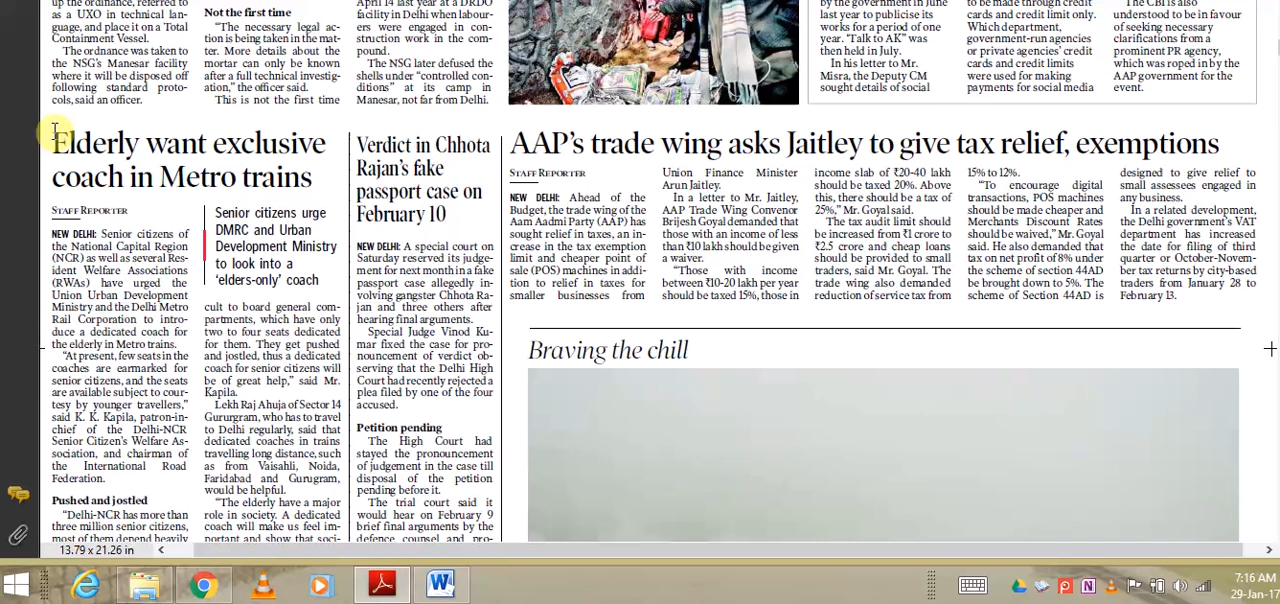 up the ordinance, referred to
as a UXO in technical lan-
guage, and place it on a Total
Containment Vessel.
The ordnance was taken to
the NSG's Manesar facility
where it will be disposed off
following standard proto-
cols, said an officer.
Not the first time
"The necessary legal ac-
tion is being taken in the mat-
ter. More details about the
mortar can only be known
after a full technical investig-
ation," the officer said.
This is not the first time
April 14 last year at a DRDO
facility in Delhi when labour-
ers were engaged in con-
struction work in the com-
pound.
The NSG later defused the
shells under "controlled con-
ditions" at its camp in
Manesar, not far from Delhi.
by the government in June
last year to publicise its
works for a period of one
year. "Talk to AK" was
then held in July.
In his letter to Mr.
Misra, the Deputy CM
sought details of social
to be made through credit
cards and credit limit only.
Which department,
government-run agencies
or private agencies' credit
cards and credit limits
were used for making
payments for social media
The CBI is also
understood to be in favour
of seeking necessary
clarifications from a
prominent PR agency,
which was roped in by the
AAP government for the
event.
Elderly want exclusive
coach in Metro trains
STAFF REPORTER
NEW DELHI: Senior citizens of
the National Capital Region
(NCR) as well as several Res-
ident Welfare Associations
(RWAs) have urged the
Union Urban Development
Ministry and the Delhi Metro
Rail Corporation to intro-
duce a dedicated coach for
the elderly in Metro trains.
"At present, few seats in the
coaches are earmarked for
senior citizens, and the seats
are available subject to cour-
tesy by younger travellers,"
said K. K. Kapila, patron-in-
chief of the Delhi-NCR
Senior Citizen's Welfare As-
sociation, and chairman of
the International Road
Federation.
Pushed and jostled
"Delhi-NCR has more than
three million senior citizens,
most of them depend heavily
Senior citizens urge
DMRC and Urban
Development Ministry
to look into a
'elders-only' coach
cult to board general com-
partments, which have only
two to four seats dedicated
for them. They get pushed
and jostled, thus a dedicated
coach for senior citizens will
be of great help," said Mr.
Kapila.
Lekh Raj Ahuja of Sector 14
Gururgram, who has to travel
to Delhi regularly, said that
dedicated coaches in trains
travelling long distance, such
as from Vaisahli, Noida,
Faridabad and Gurugram,
would be helpful.
"The elderly have a major
role in society. A dedicated
coach will make us feel im-
portant and show that soci-
Verdict in Chhota
Rajan's fake
passport case on
February 10
NEW DELHI: A special court on
Saturday reserved its judge-
ment for next month in a fake
passport case allegedly in-
volving gangster Chhota Ra-
jan and three others after
hearing final arguments.
Special Judge Vinod Ku-
mar fixed the case for pro-
nouncement of verdict ob-
serving that the Delhi High
Court had recently rejected a
plea filed by one of the four
accused.
Petition pending
The High Court had
stayed the pronouncement
of judgement in the case till
disposal of the petition
pending before it.
The trial court said it
would hear on February 9
brief final arguments by the
defence counsel and pro-
AAP's trade wing asks Jaitley to give tax relief, exemptions
STAFF REPORTER
NEW DELHI: Ahead of the
Budget, the trade wing of the
Aam Aadmi Party (AAP) has
sought relief in taxes, an in-
crease in the tax exemption
limit and cheaper point of
sale (POS) machines in addi-
tion to relief in taxes for
smaller businesses from
Union Finance Minister
Arun Jaitley.
In a letter to Mr. Jaitley,
AAP Trade Wing Convenor
Brijesh Goyal demanded that
those with an income of less
than ₹10 lakh should be given
a waiver.
"Those with income
between ₹10-20 lakh per year
should be taxed 15%, those in
income slab of ₹20-40 lakh
should be taxed 20%. Above
this, there should be a tax of
25%," Mr. Goyal said.
The tax audit limit should
be increased from ₹1 crore to
₹2.5 crore and cheap loans
should be provided to small
traders, said Mr. Goyal. The
trade wing also demanded
reduction of service tax from
15% to 12%.
"To encourage digital
transactions, POS machines
should be made cheaper and
Merchants Discount Rates
should be waived," Mr. Goyal
said. He also demanded that
tax on net profit of 8% under
the scheme of section 44AD
be brought down to 5%. The
scheme of Section 44AD is
designed to give relief to
small assessees engaged in
any business.
In a related development,
the Delhi government's VAT
department has increased
the date for filing of third
quarter or October-Novem-
ber tax returns by city-based
traders from January 28 to
February 13.
Braving the chill
13.79 x 21.26 in
7:16 AM
29-Jan-17